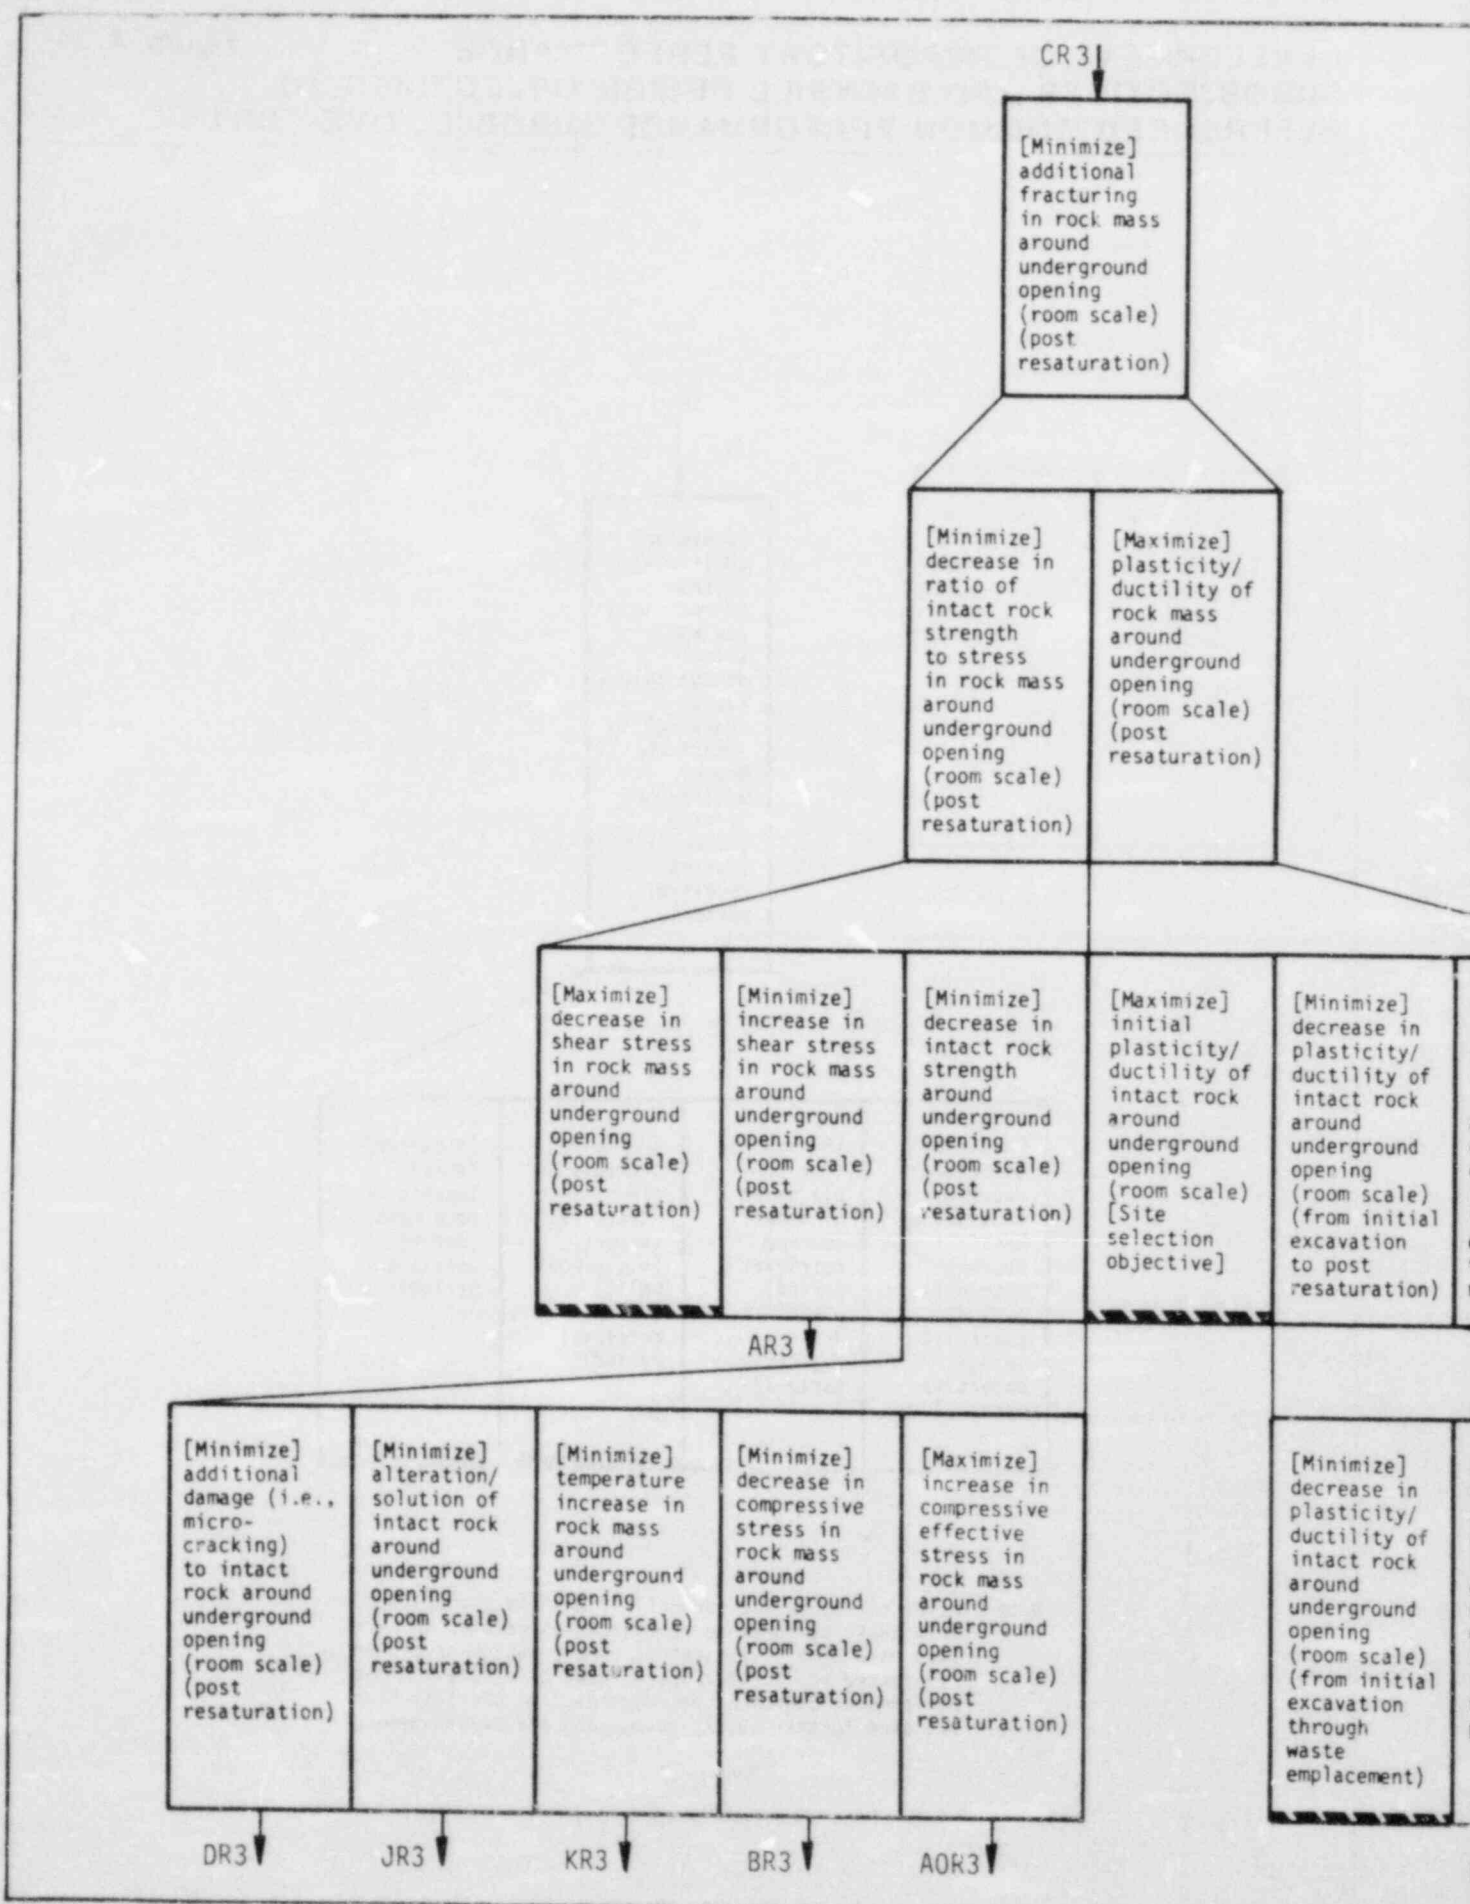 CR3
[Minimize]
additional
fracturing
in rock mass
around
underground
opening
(room scale)
(post
resaturation)
[Minimize]
decrease in
ratio of
intact rock
strength
to stress
in rock mass
around
underground
opening
(room scale)
(post
resaturation)
[Maximize]
plasticity/
ductility of
rock mass
around
underground
opening
(room scale)
(post
resaturation)
[Maximize]
decrease in
shear stress
in rock mass
around
underground
opening
(room scale)
(post
resaturation)
[Minimize]
increase in
shear stress
in rock mass
around
underground
opening
(room scale)
(post
resaturation)
[Minimize]
decrease in
intact rock
strength
around
underground
opening
(room scale)
(post
resaturation)
[Maximize]
initial
plasticity/
ductility of
intact rock
around
underground
opening
(room scale)
[Site
selection
objective]
[Minimize]
decrease in
plasticity/
ductility of
intact rock
around
underground
opening
(room scale)
(from initial
excavation
to post
resaturation)
AR3
[Minimize]
additional
damage (i.e.,
micro-
cracking)
to intact
rock around
underground
opening
(room scale)
(post
resaturation)
[Minimize]
alteration/
solution of
intact rock
around
underground
opening
(room scale)
(post
resaturation)
[Minimize]
temperature
increase in
rock mass
around
underground
opening
(room scale)
(post
resaturation)
[Minimize]
decrease in
compressive
stress in
rock mass
around
underground
opening
(room scale)
(post
resaturation)
[Maximize]
increase in
compressive
effective
stress in
rock mass
around
underground
opening
(room scale)
(post
resaturation)
[Minimize]
decrease in
plasticity/
ductility of
intact rock
around
underground
opening
(room scale)
(from initial
excavation
through
waste
emplacement)
DR3
JR3
KR3
BR3
AOR3